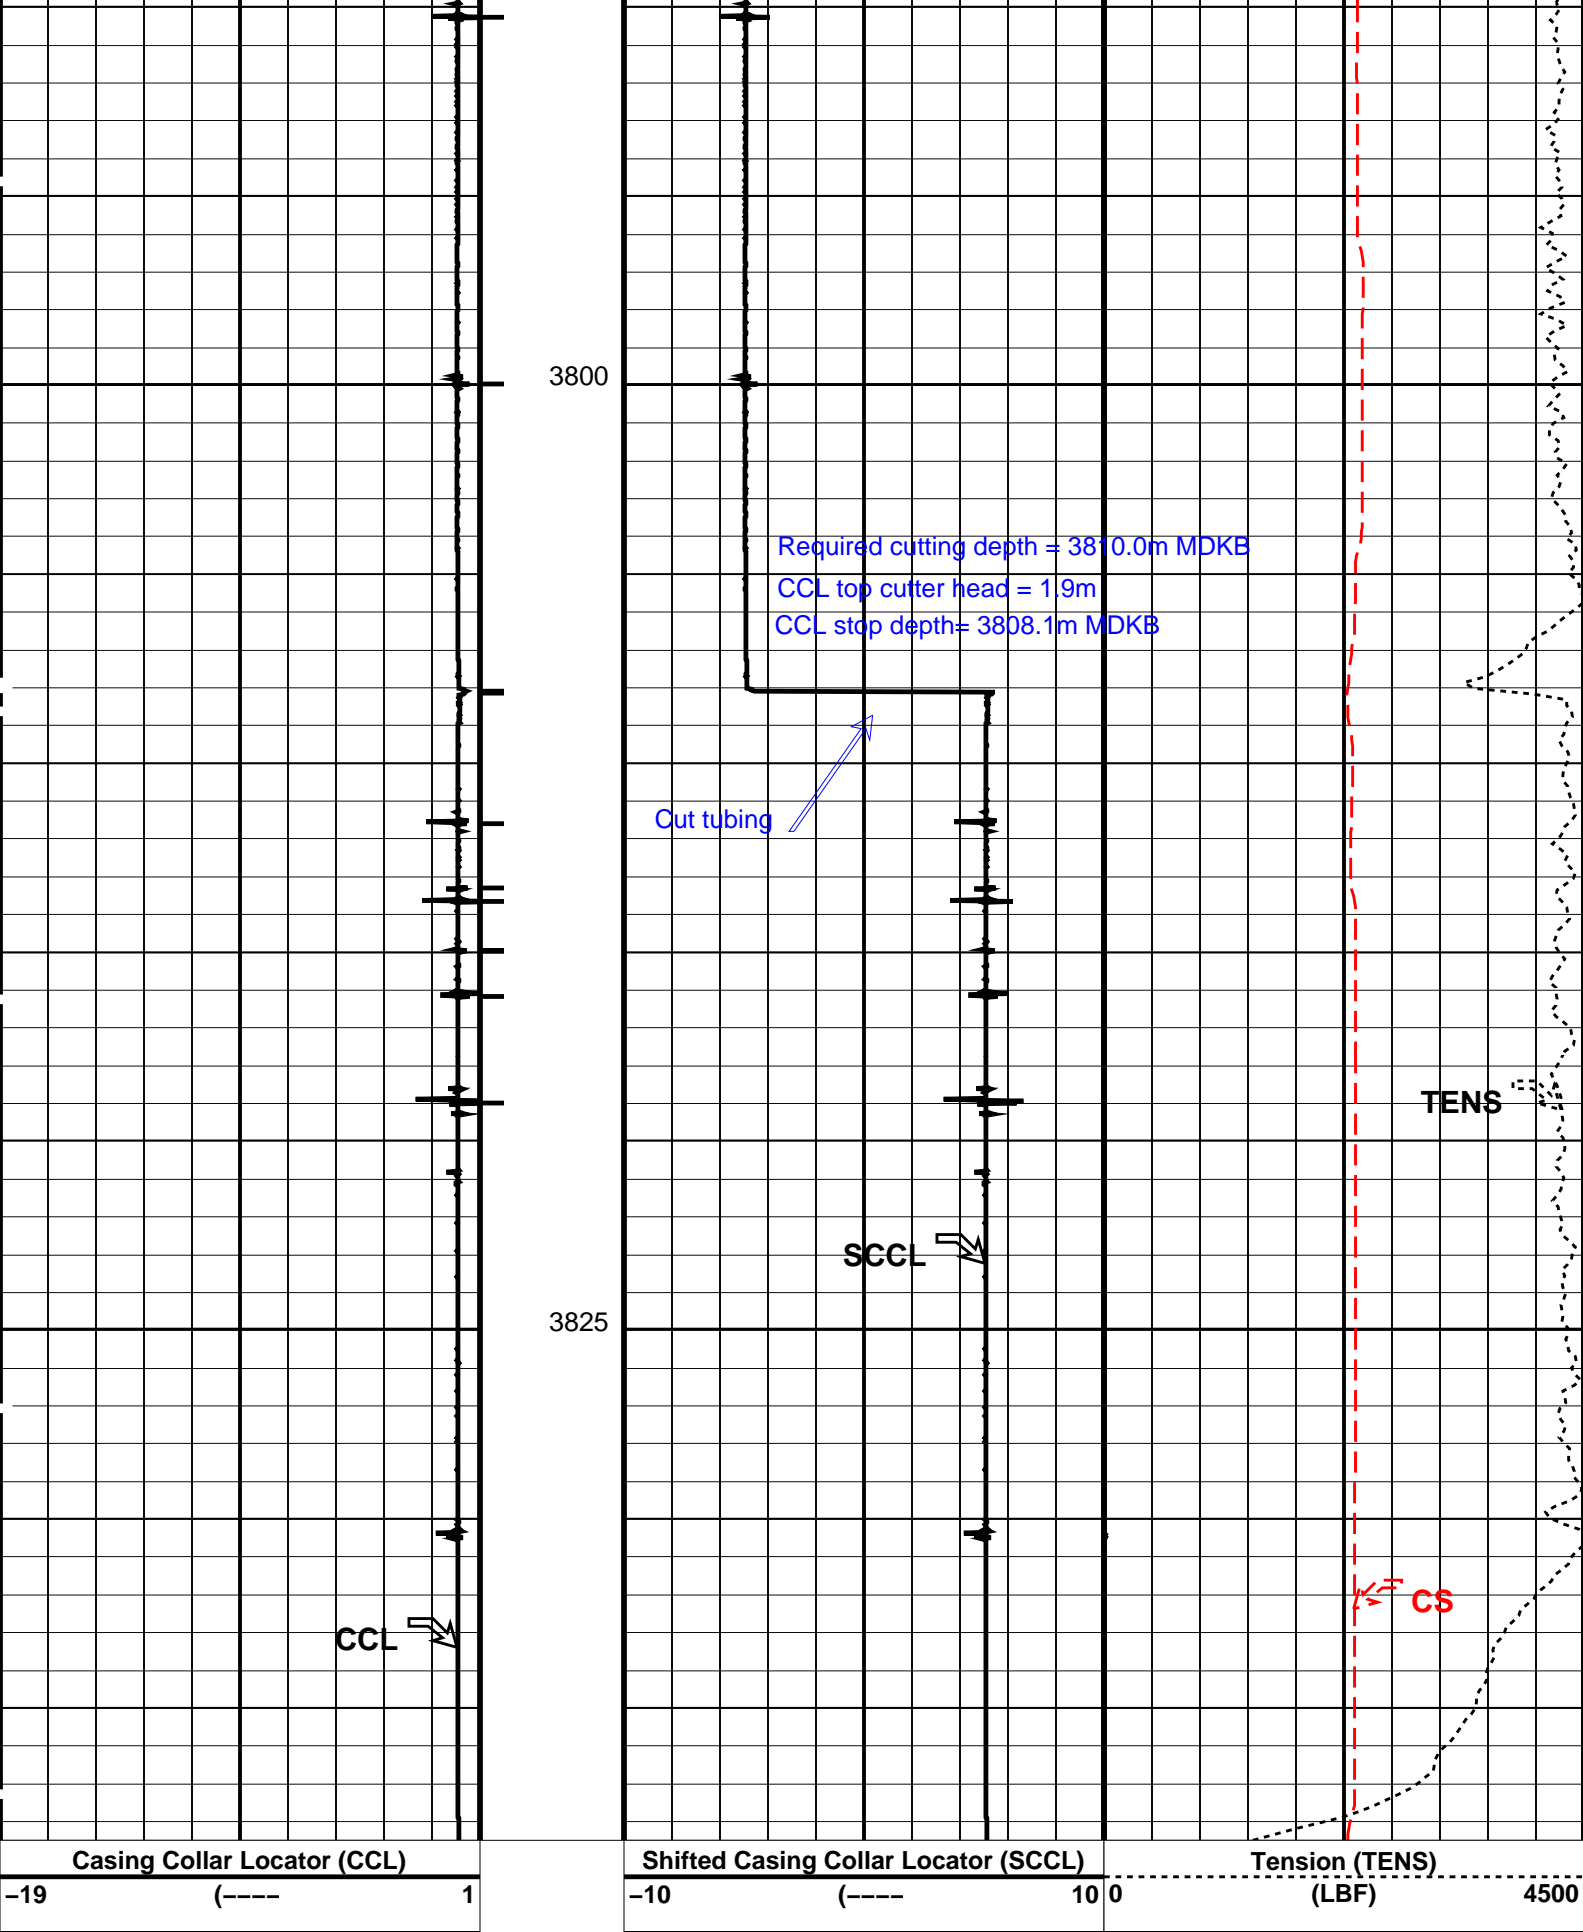 3800
Required cutting depth = 3810.0m MDKB
CCL top cutter head = 1.9m
CCL stop depth= 3808.1m MDKB
Cut tubing
TENS
SCCL
3825
CS
CCL
Casing Collar Locator (CCL)
−19 (−−−− 1
Shifted Casing Collar Locator (SCCL)
−10 (−−−− 10
Tension (TENS)
0 (LBF) 4500